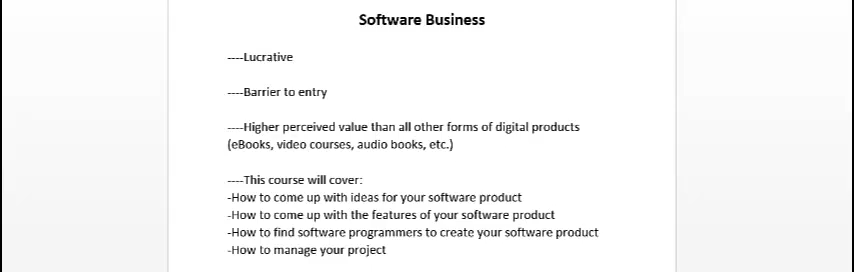 Software Business
----Lucrative
----Barrier to entry
----Higher perceived value than all other forms of digital products
(eBooks, video courses, audio books, etc.)
----This course will cover:
-How to come up with ideas for your software product
-How to come up with the features of your software product
-How to find software programmers to create your software product
-How to manage your project